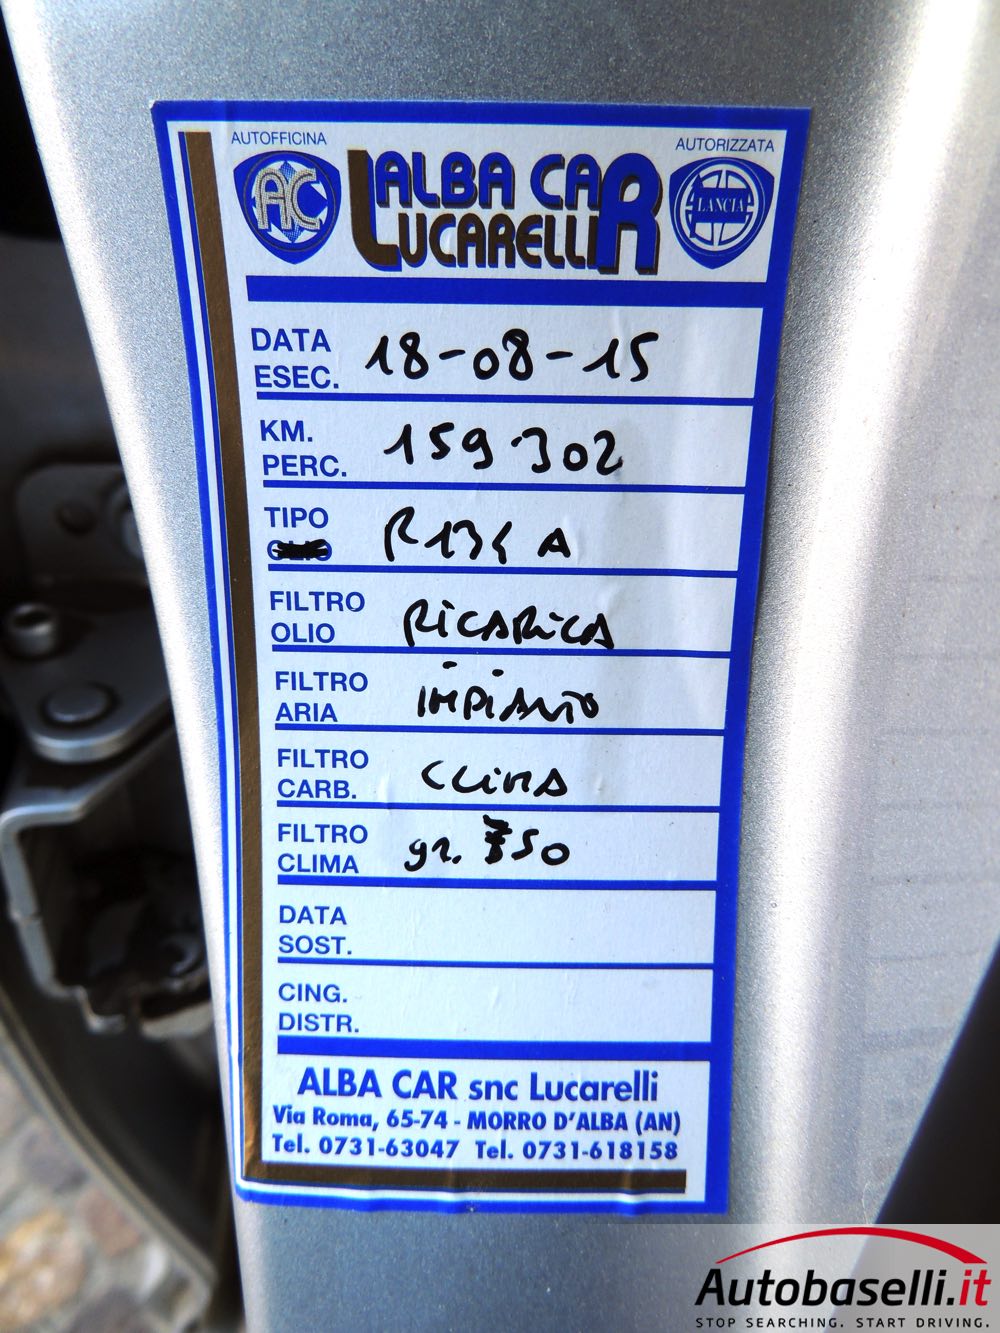 AUTOFFICINA
AUTORIZZATA
AC
ALBA CAR
LUCARELLI
LANCIA
DATA
ESEC.
18-08-15
KM.
PERC.
159302
TIPO
OLIO
R134A
FILTRO
OLIO
RICARICA
FILTRO
ARIA
IMPIANTO
FILTRO
CARB.
CLIMA
FILTRO
CLIMA
gr. 750
DATA
SOST.
CING.
DISTR.
ALBA CAR snc Lucarelli
Via Roma, 65-74 - MORRO D'ALBA (AN)
Tel. 0731-63047 Tel. 0731-618158
Autobaselli.it
STOP SEARCHING. START DRIVING.